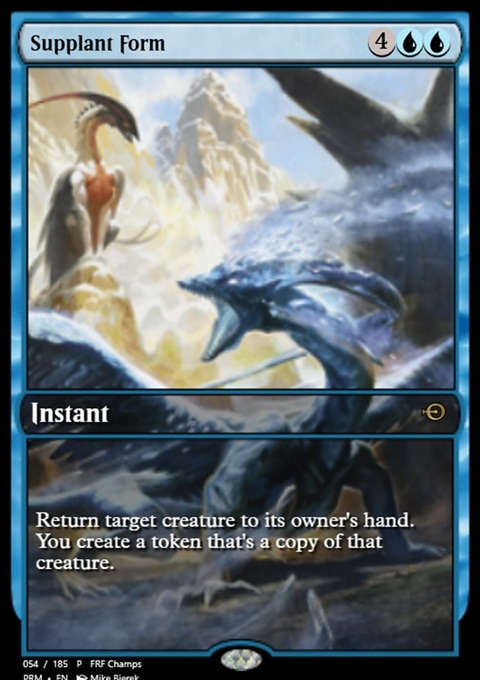 Supplant Form 4
Instant
Return target creature to its owner's hand.
You create a token that's a copy of that
creature.
054 / 185 P FRF Champs
PRM • EN Mike Bierek